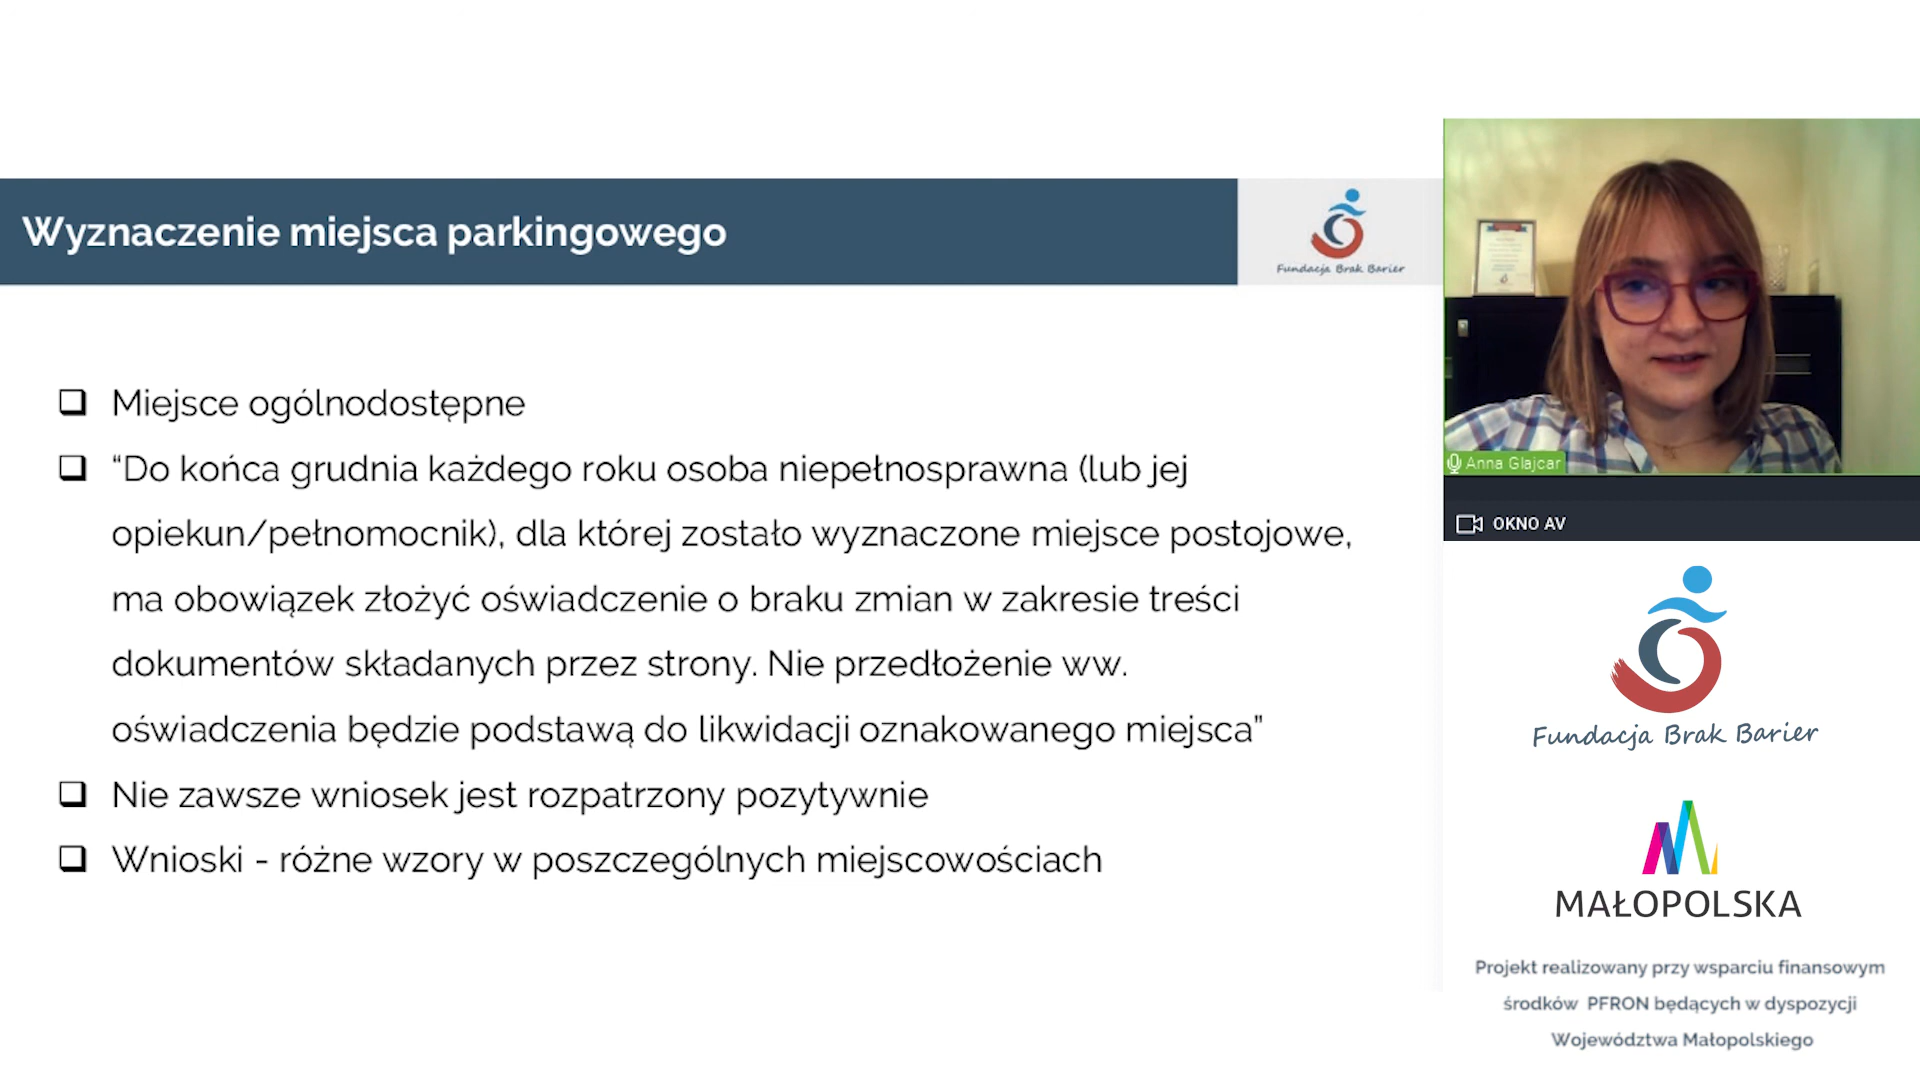 Wyznaczenie miejsca parkingowego
Fundacja Brak Barier
Miejsce ogólnodostępne
“Do końca grudnia każdego roku osoba niepełnosprawna (lub jej
opiekun/pełnomocnik), dla której zostało wyznaczone miejsce postojowe,
ma obowiązek złożyć oświadczenie o braku zmian w zakresie treści
dokumentów składanych przez strony. Nie przedłożenie ww.
oświadczenia będzie podstawą do likwidacji oznakowanego miejsca”
Nie zawsze wniosek jest rozpatrzony pozytywnie
Wnioski - różne wzory w poszczególnych miejscowościach
Anna Glajcar
OKNO AV
Fundacja Brak Barier
MAŁOPOLSKA
Projekt realizowany przy wsparciu finansowym
środków PFRON będących w dyspozycji
Województwa Małopolskiego